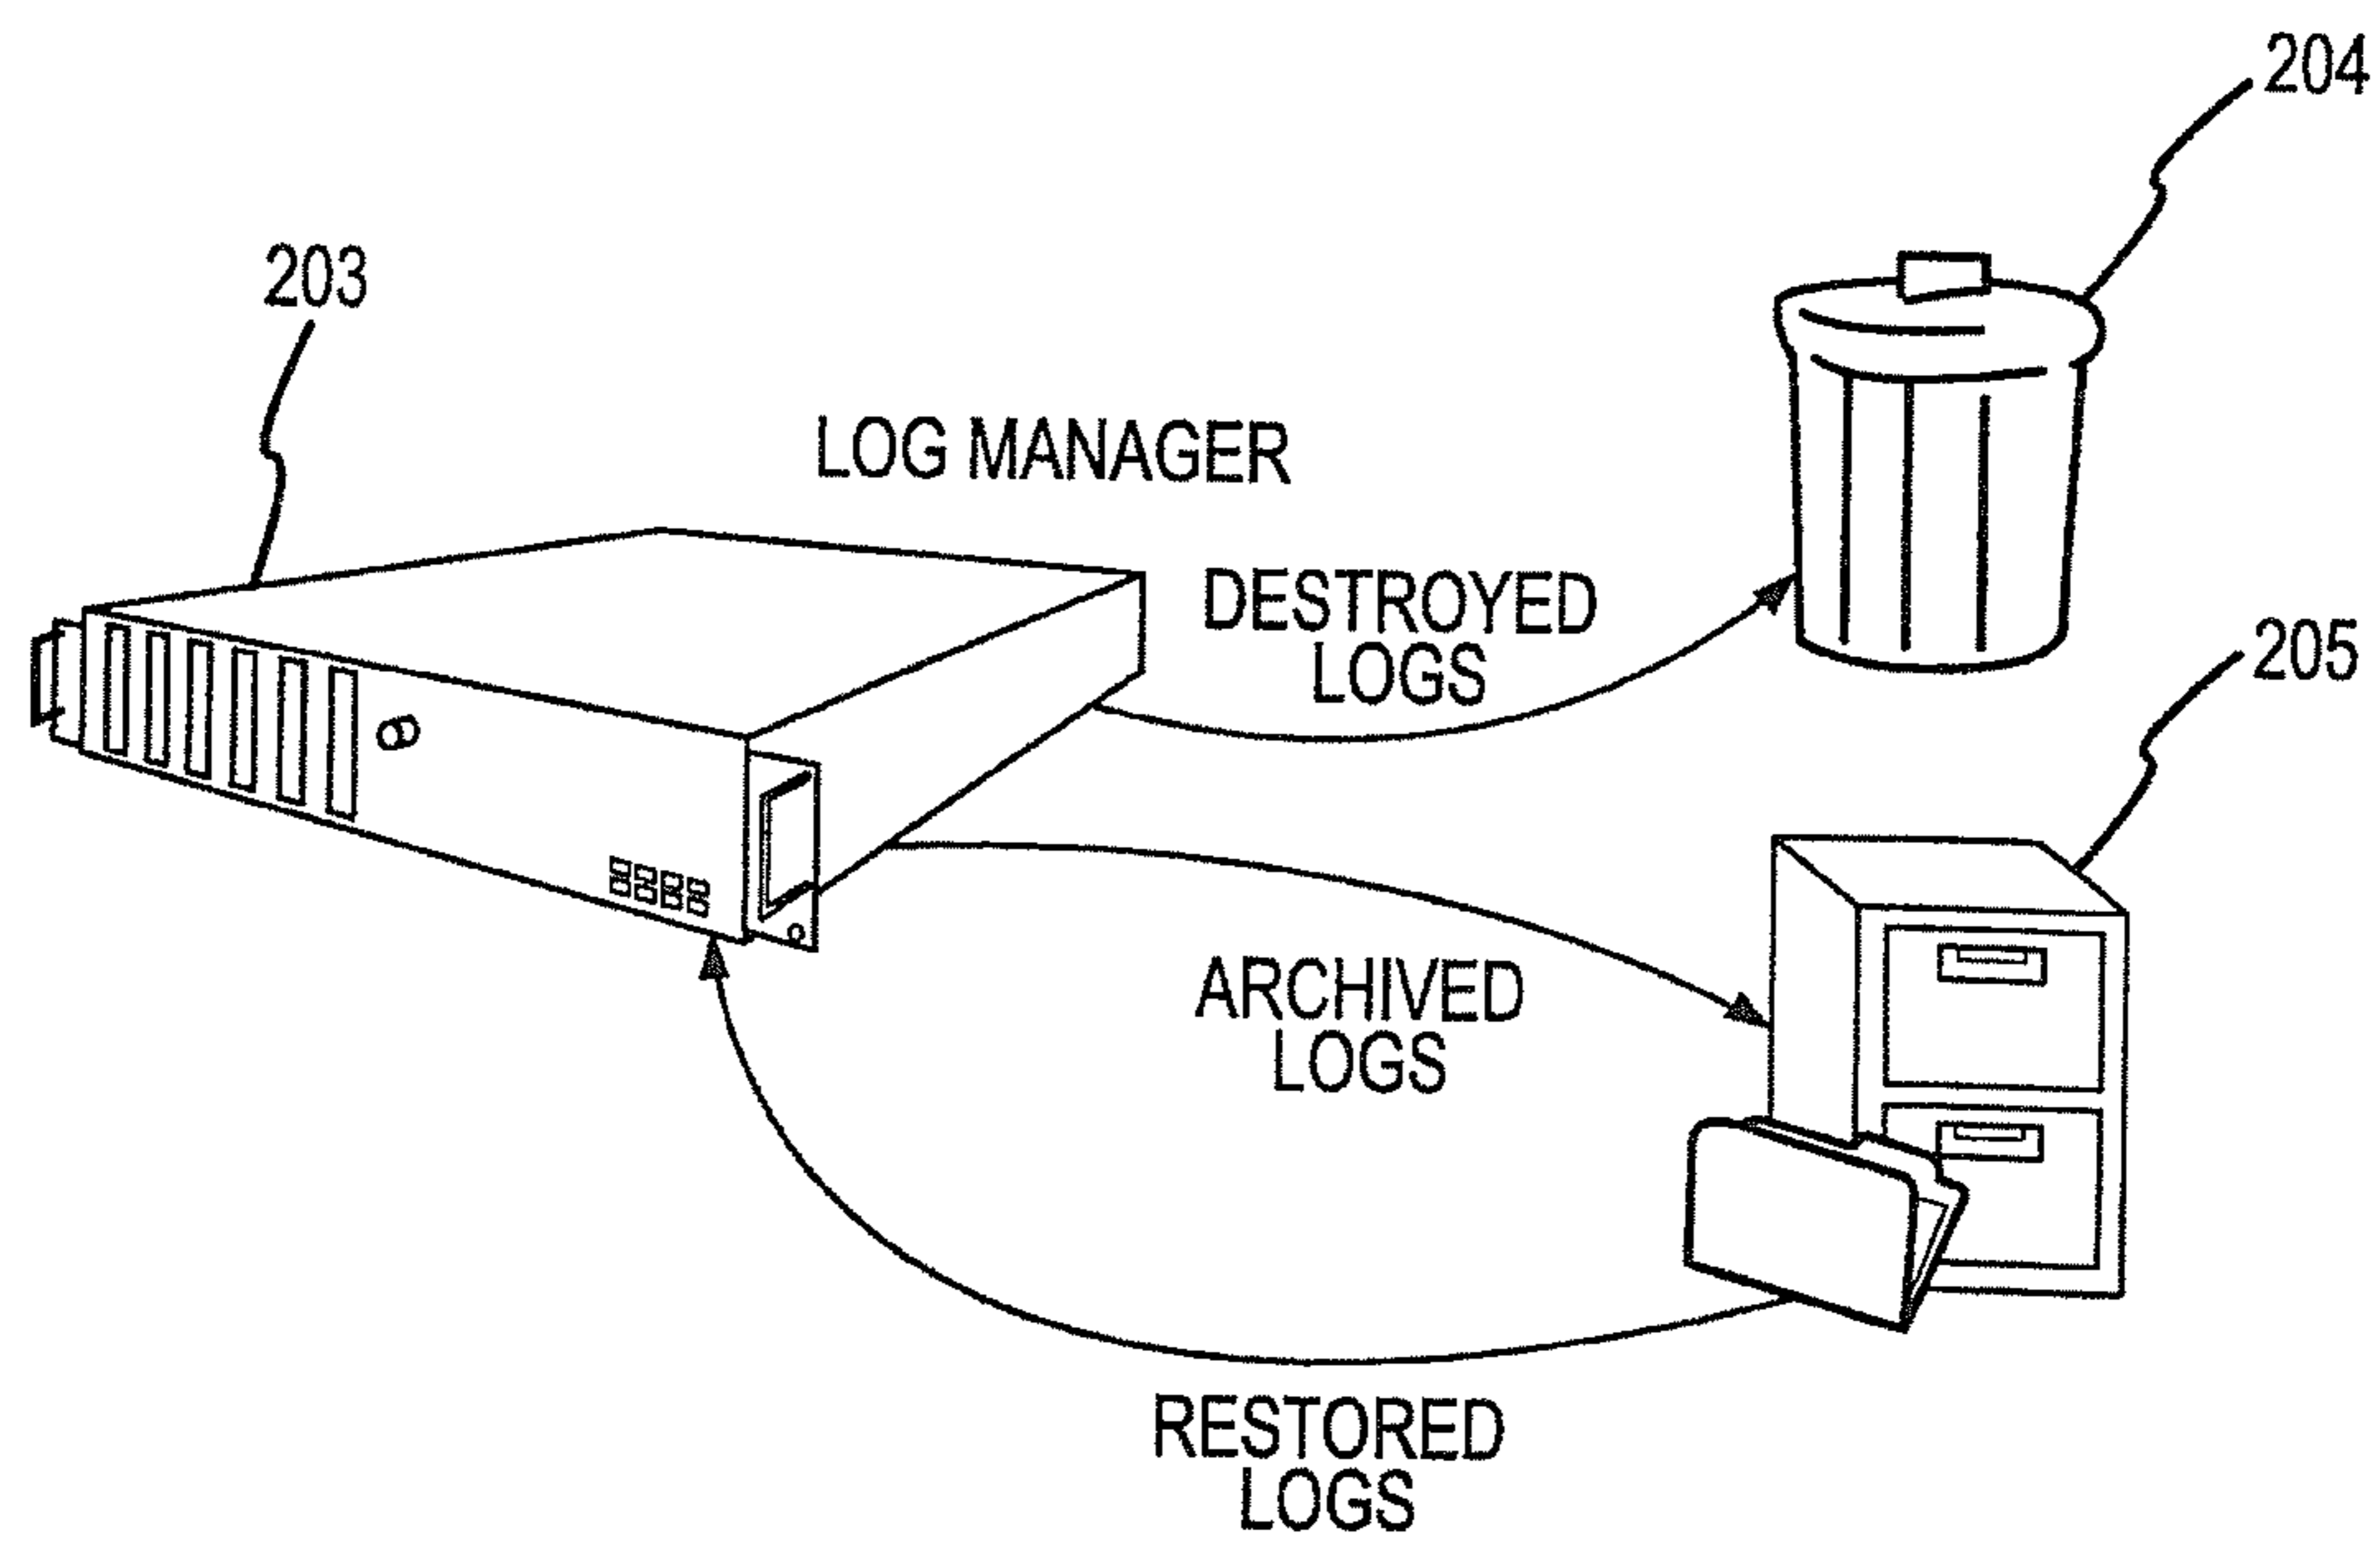 204
203
LOG MANAGER
DESTROYED
LOGS
205
ARCHIVED
LOGS
RESTORED
LOGS